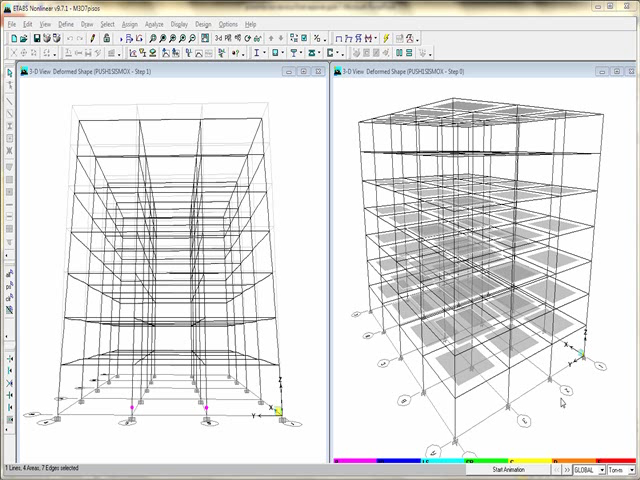 ETABS Nonlinear v9.7.1 - M3O7pisos
File Edit View Define Draw Select Assign Analyze Display Design Options Help
3-D View Deformed Shape (PUSH1SISMOX - Step 1)
3-D View Deformed Shape (PUSH1SISMOX - Step 0)
Z
X
Y
Z
X
Y
1 Lines, 4 Areas, 7 Edges selected
Start Animation
GLOBAL
Ton-m